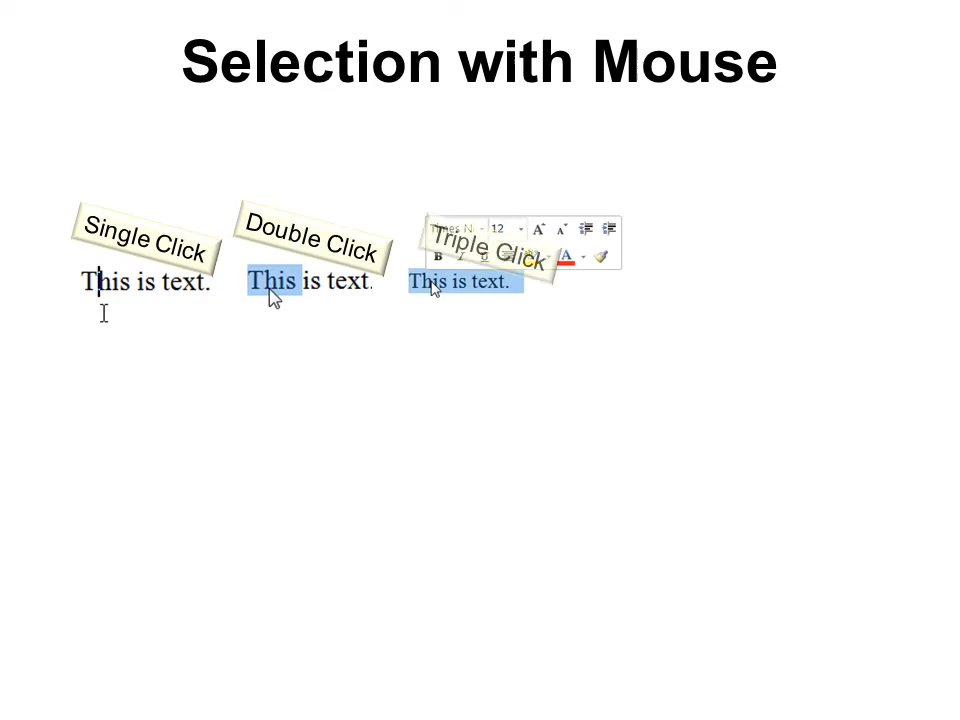 Selection with Mouse
Single Click
Double Click
Triple Click
Times N 12 A A
B I U A
This is text.
This is text.
This is text.